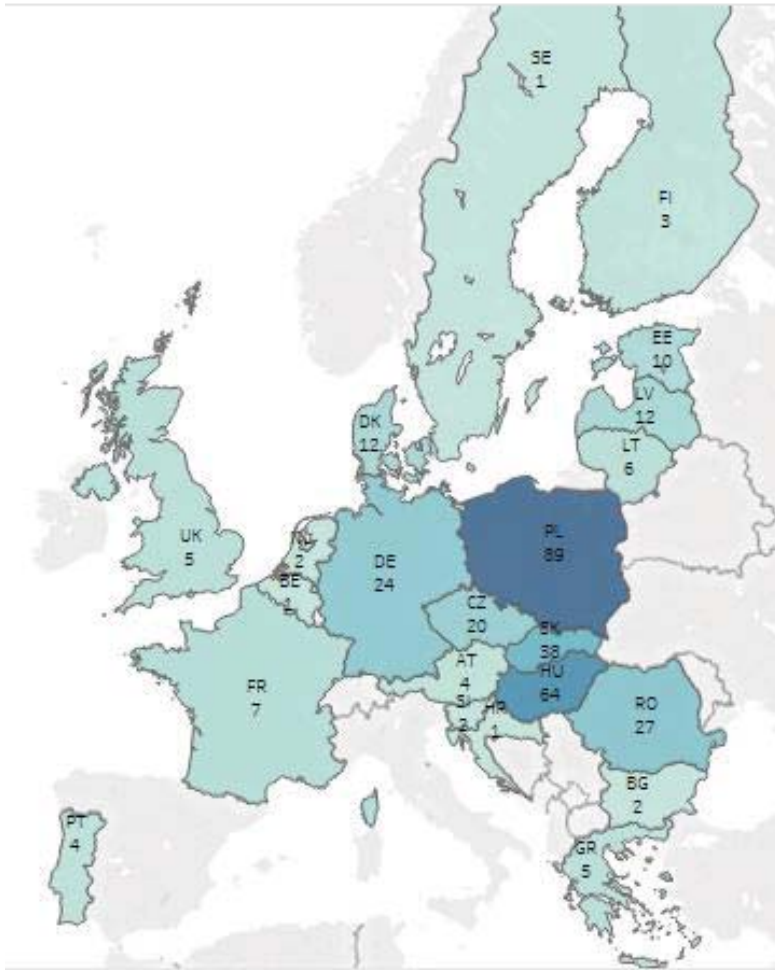 SE
1
FI
3
EE
10
LV
12
LT
6
DK
12
UK
5
NL
2
BE
1
DE
24
PL
89
CZ
20
SK
38
AT
4
HU
64
SI
2
HR
1
RO
27
FR
7
BG
2
PT
4
GR
5